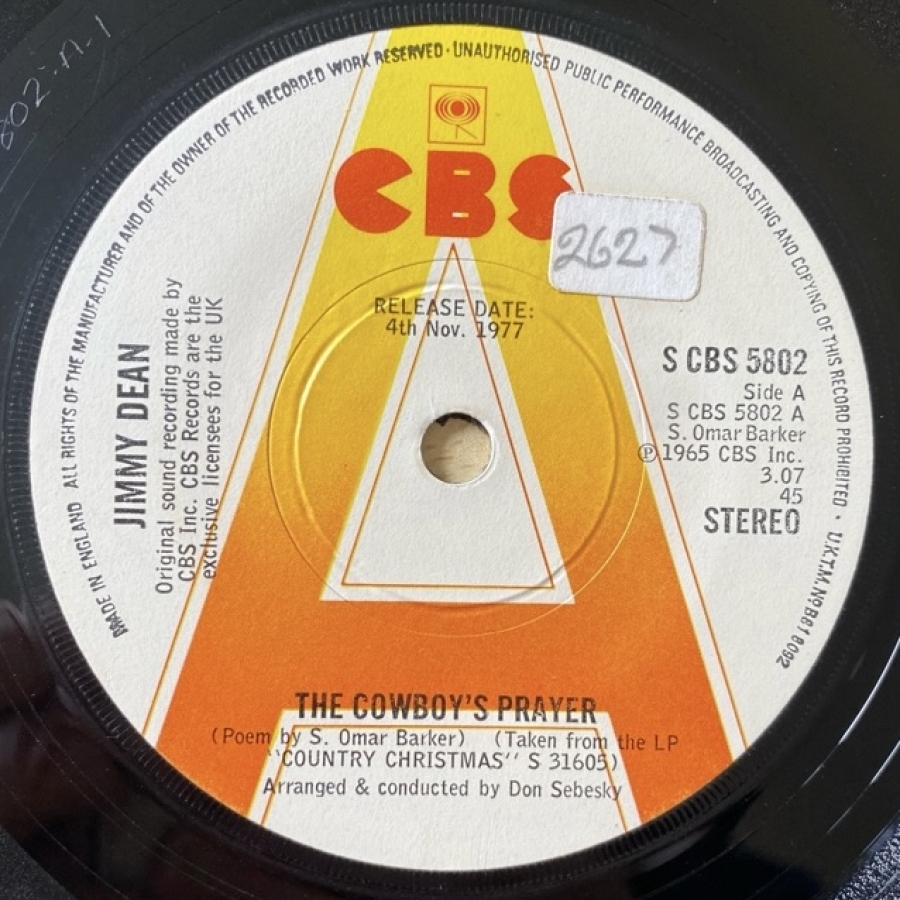 802-A-1
MADE IN ENGLAND ALL RIGHTS OF THE MANUFACTURER AND OF THE OWNER OF THE RECORDED WORK RESERVED · UNAUTHORISED PUBLIC PERFORMANCE BROADCASTING AND COPYING OF THIS RECORD PROHIBITED · U.K.T.M. Nº B618092
CBS
2627
RELEASE DATE:
4th Nov. 1977
JIMMY DEAN
Original sound recording made by
CBS Inc. CBS Records are the
exclusive licensees for the UK
S CBS 5802
Side A
S CBS 5802 A
S. Omar Barker
℗ 1965 CBS Inc.
3.07
45
STEREO
THE COWBOY'S PRAYER
(Poem by S. Omar Barker) (Taken from the LP
''COUNTRY CHRISTMAS'' S 31605)
Arranged & conducted by Don Sebesky